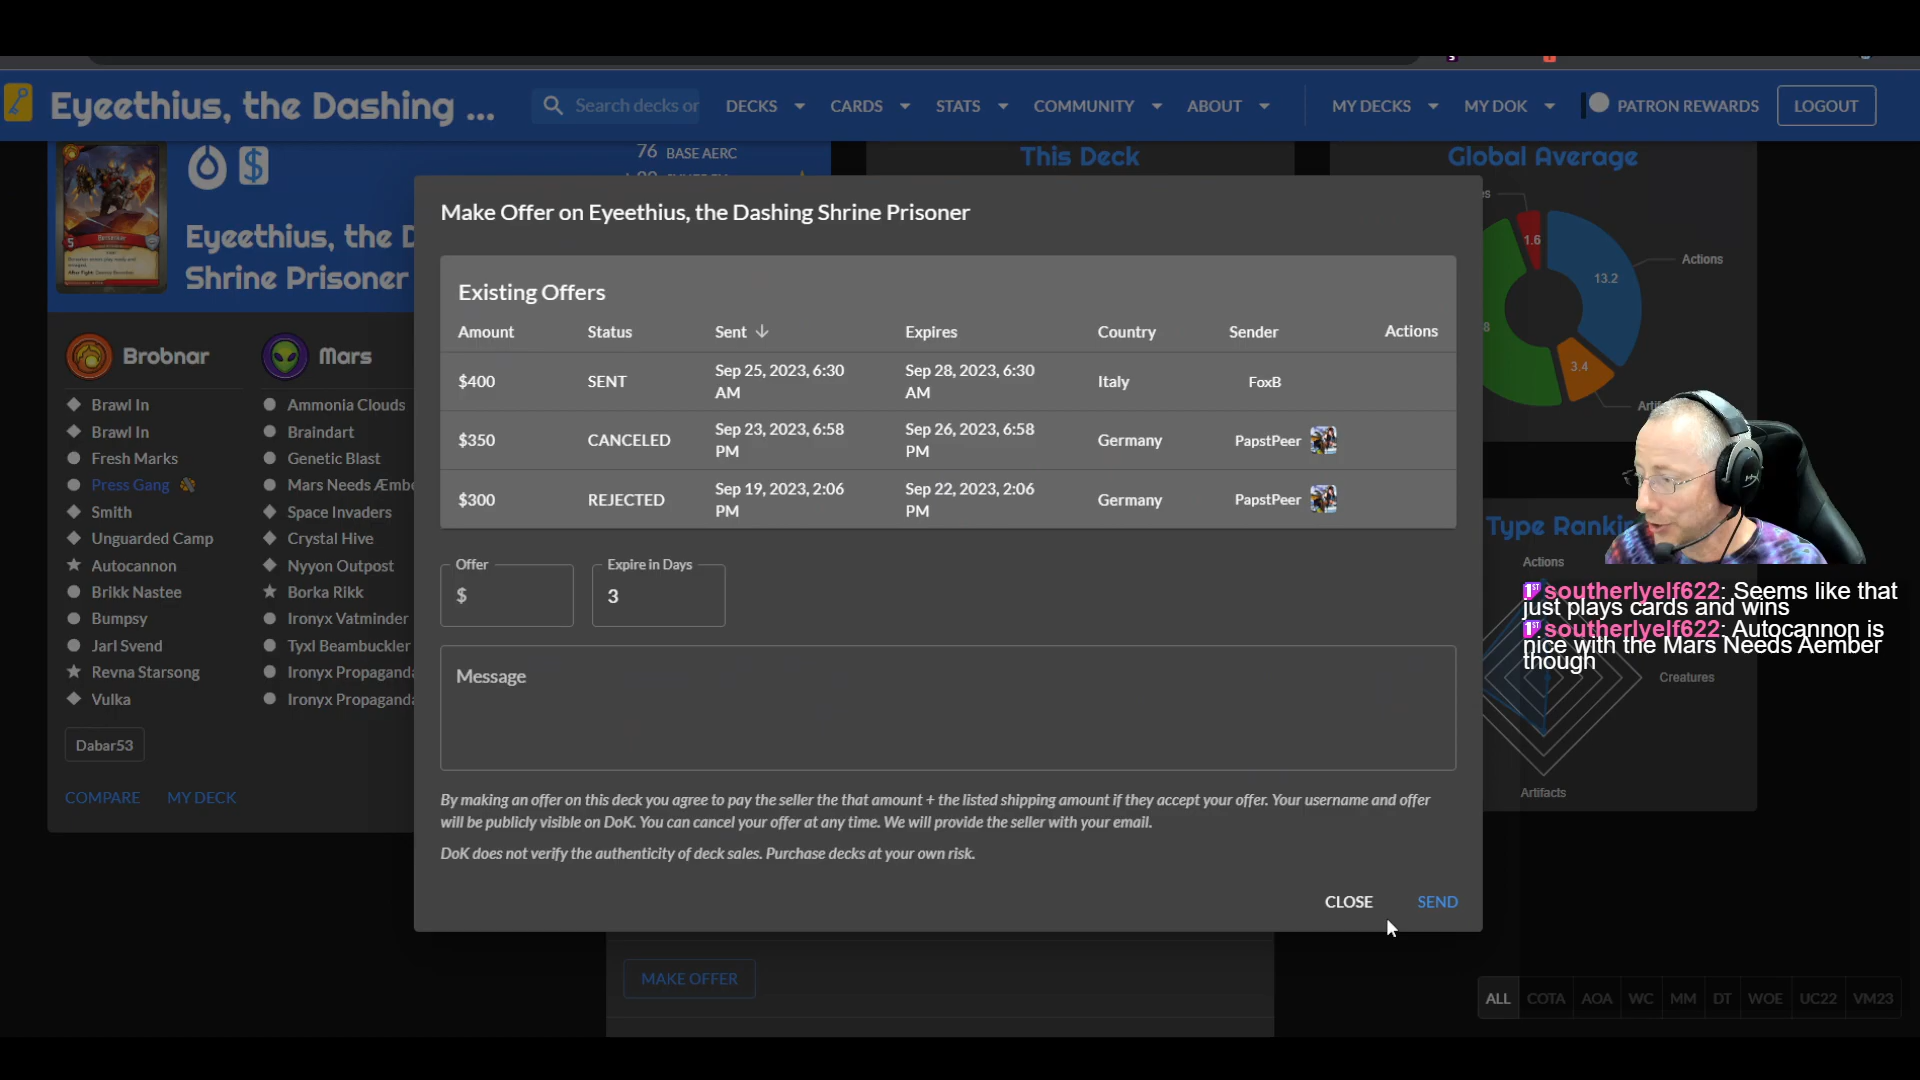 Eyeethius, the Dashing ...
Search decks or
DECKS
CARDS
STATS
COMMUNITY
ABOUT
MY DECKS
MY DOK
PATRON REWARDS
LOGOUT
76 BASE AERC
This Deck
Global Average
Eyeethius, the D
Shrine Prisoner
Make Offer on Eyeethius, the Dashing Shrine Prisoner
Existing Offers
Amount Status Sent Expires Country Sender Actions
$400 SENT Sep 25, 2023, 6:30 AM Sep 28, 2023, 6:30 AM Italy FoxB
$350 CANCELED Sep 23, 2023, 6:58 PM Sep 26, 2023, 6:58 PM Germany PapstPeer
$300 REJECTED Sep 19, 2023, 2:06 PM Sep 22, 2023, 2:06 PM Germany PapstPeer
Offer
$
Expire in Days
3
Message
By making an offer on this deck you agree to pay the seller the that amount + the listed shipping amount if they accept your offer. Your username and offer
will be publicly visible on DoK. You can cancel your offer at any time. We will provide the seller with your email.
DoK does not verify the authenticity of deck sales. Purchase decks at your own risk.
CLOSE
SEND
MAKE OFFER
Brobnar
Brawl In
Brawl In
Fresh Marks
Press Gang
Smith
Unguarded Camp
Autocannon
Brikk Nastee
Bumpsy
Jarl Svend
Revna Starsong
Vulka
Mars
Ammonia Clouds
Braindart
Genetic Blast
Mars Needs Æmb
Space Invaders
Crystal Hive
Nyyon Outpost
Borka Rikk
Ironyx Vatminder
Tyxl Beambuckler
Ironyx Propagand
Ironyx Propagand
Dabar53
COMPARE
MY DECK
1.6
13.2
3.4
8
Actions
Type Rankin
Actions
Creatures
Artifacts
southerlyelf622: Seems like that
just plays cards and wins
southerlyelf622: Autocannon is
nice with the Mars Needs Aember
though
ALL COTA AOA WC MM DT WOE UC22 VM23